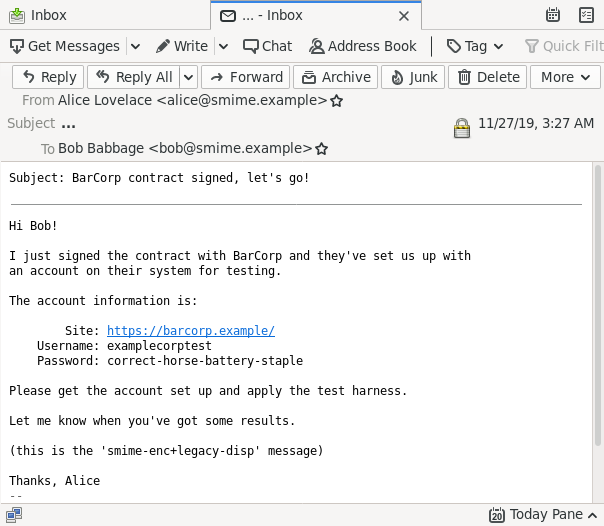 Inbox
... - Inbox
Get Messages Write Chat Address Book Tag Quick Filt
Reply Reply All Forward Archive Junk Delete More
From Alice Lovelace <alice@smime.example>
Subject ... 11/27/19, 3:27 AM
To Bob Babbage <bob@smime.example>
Subject: BarCorp contract signed, let's go!
Hi Bob!
I just signed the contract with BarCorp and they've set us up with
an account on their system for testing.
The account information is:
Site: https://barcorp.example/
Username: examplecorptest
Password: correct-horse-battery-staple
Please get the account set up and apply the test harness.
Let me know when you've got some results.
(this is the 'smime-enc+legacy-disp' message)
Thanks, Alice
--
20 Today Pane